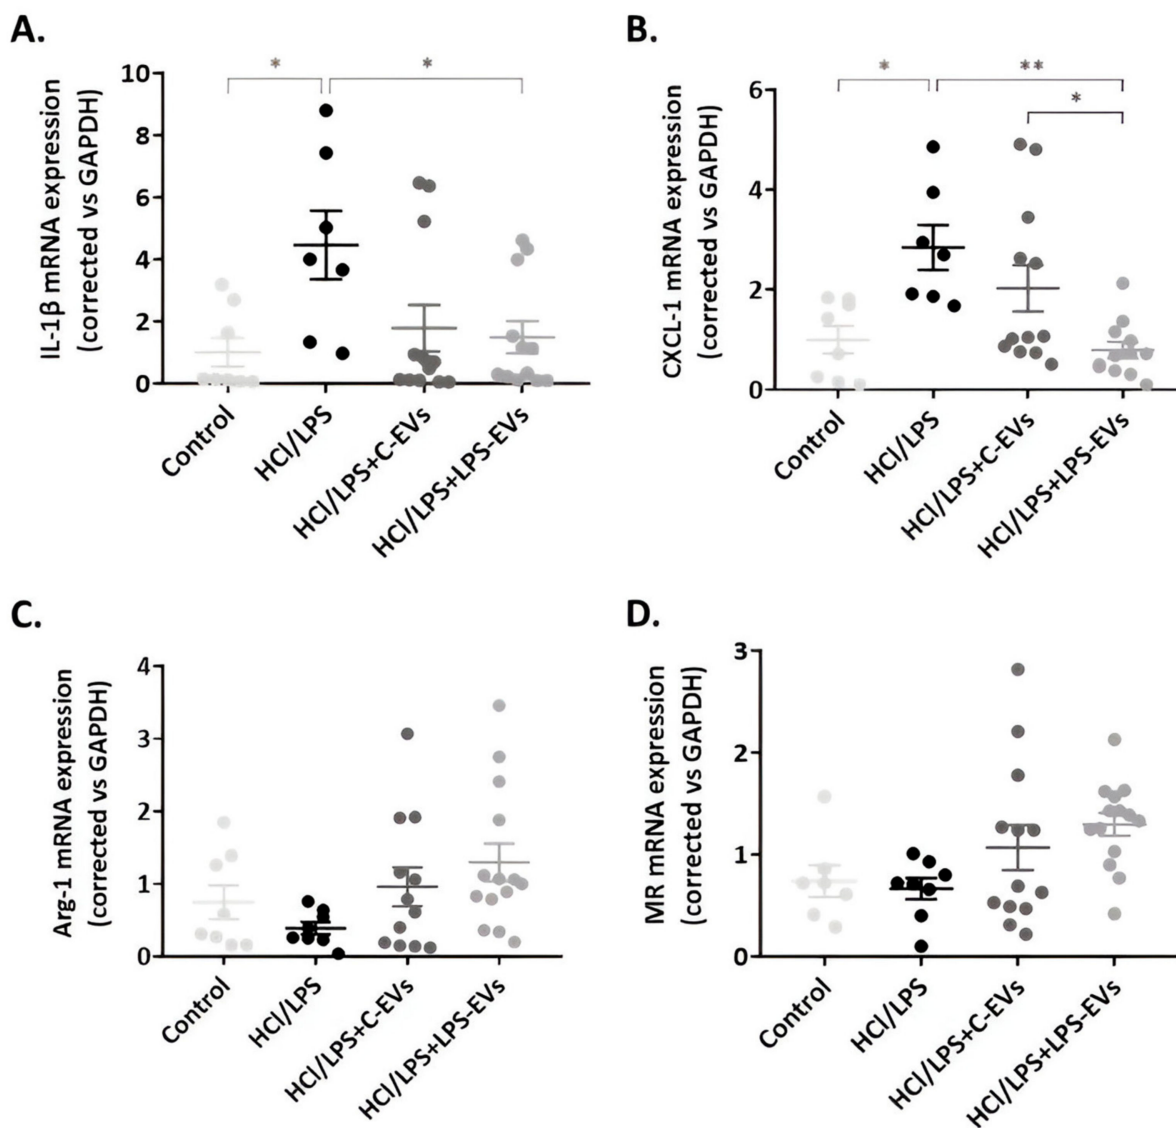 A.
IL-1β mRNA expression
(corrected vs GAPDH)
10
8
6
4
2
0
*
*
Control
HCl/LPS
HCl/LPS+C-EVs
HCl/LPS+LPS-EVs
B.
CXCL-1 mRNA expression
(corrected vs GAPDH)
6
4
2
0
*
**
*
Control
HCl/LPS
HCl/LPS+C-EVs
HCl/LPS+LPS-EVs
C.
Arg-1 mRNA expression
(corrected vs GAPDH)
4
3
2
1
0
Control
HCl/LPS
HCl/LPS+C-EVs
HCl/LPS+LPS-EVs
D.
MR mRNA expression
(corrected vs GAPDH)
3
2
1
0
Control
HCl/LPS
HCl/LPS+C-EVs
HCl/LPS+LPS-EVs